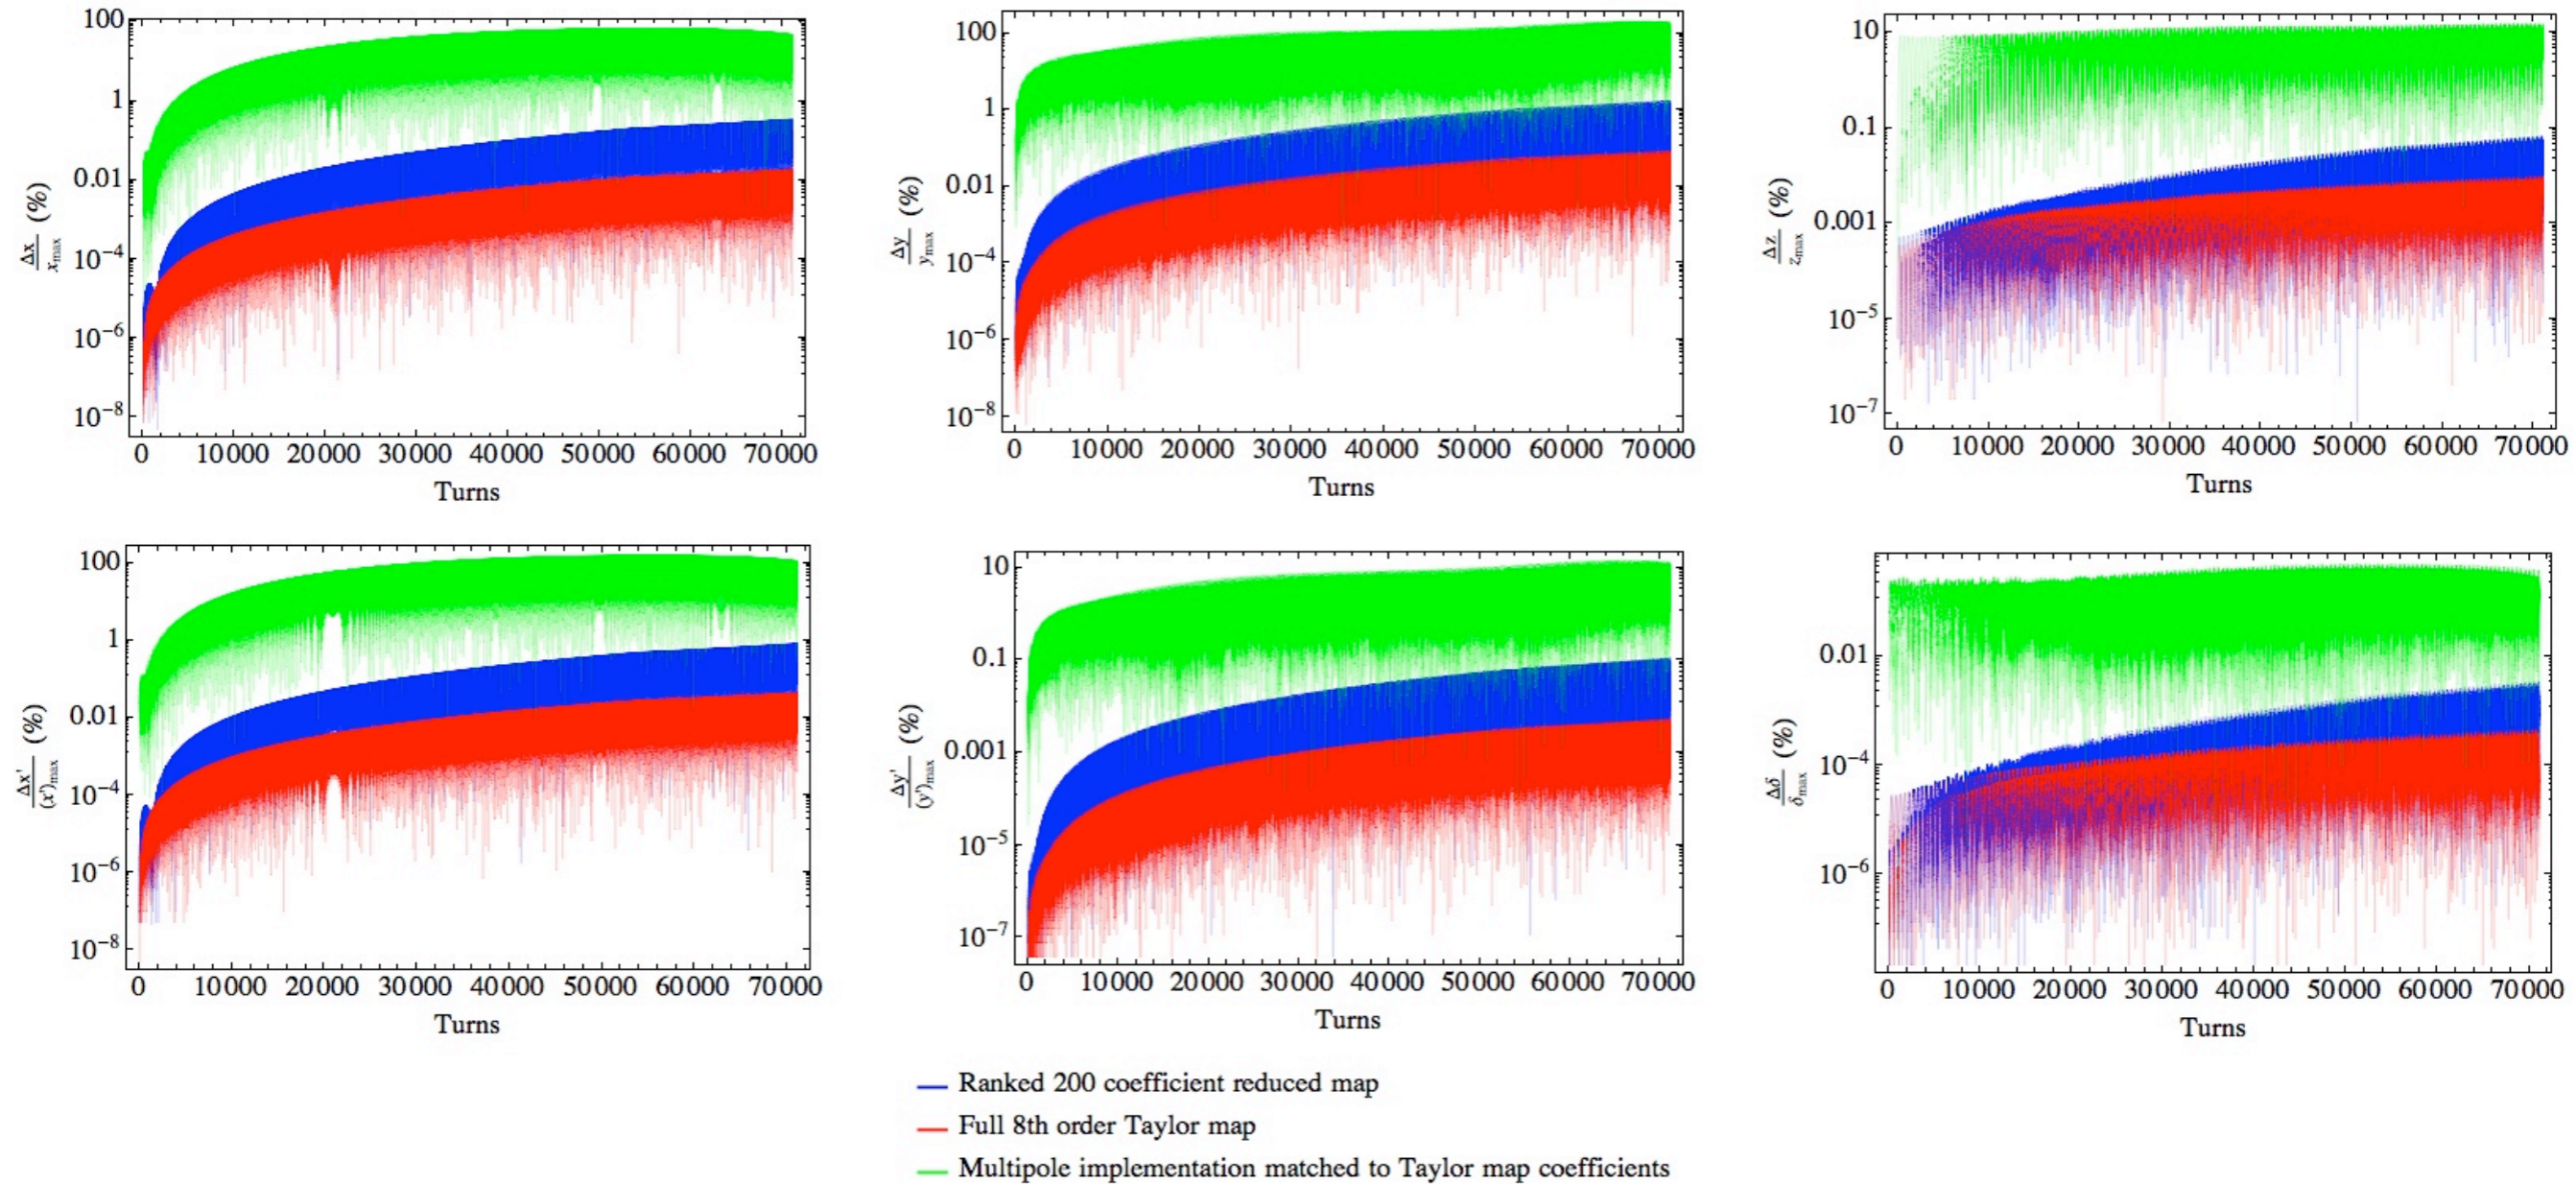 100
1
0.01
10−4
10−6
10−8
Δx/xmax (%)
0 10000 20000 30000 40000 50000 60000 70000
Turns
100
1
0.01
10−4
10−6
10−8
Δy/ymax (%)
0 10000 20000 30000 40000 50000 60000 70000
Turns
10
0.1
0.001
10−5
10−7
Δz/zmax (%)
0 10000 20000 30000 40000 50000 60000 70000
Turns
100
1
0.01
10−4
10−6
10−8
Δx'/(x')max (%)
0 10000 20000 30000 40000 50000 60000 70000
Turns
10
0.1
0.001
10−5
10−7
Δy'/(y')max (%)
0 10000 20000 30000 40000 50000 60000 70000
Turns
0.01
10−4
10−6
Δδ/δmax (%)
0 10000 20000 30000 40000 50000 60000 70000
Turns
Ranked 200 coefficient reduced map
Full 8th order Taylor map
Multipole implementation matched to Taylor map coefficients